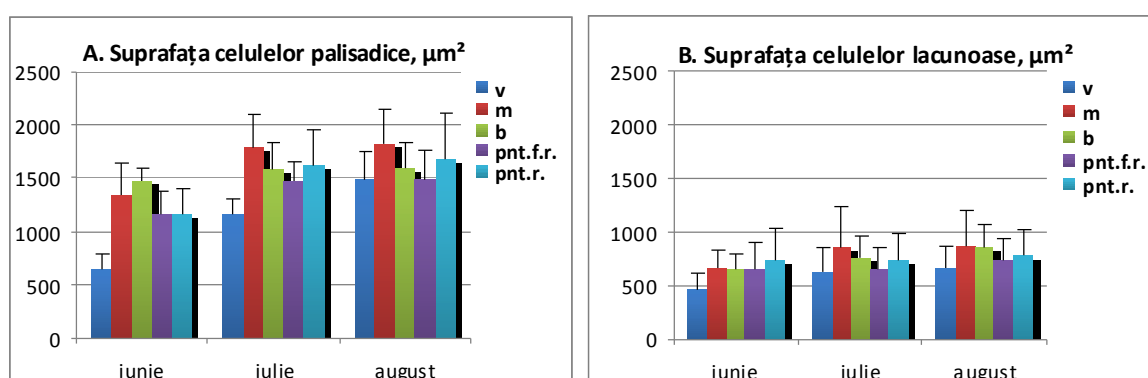 A. Suprafața celulelor palisadice, µm²
2500
2000
1500
1000
500
0
iunie iulie august
v
m
b
pnt.f.r.
pnt.r.
B. Suprafața celulelor lacunoase, µm²
2500
2000
1500
1000
500
0
iunie iulie august
v
m
b
pnt.f.r.
pnt.r.